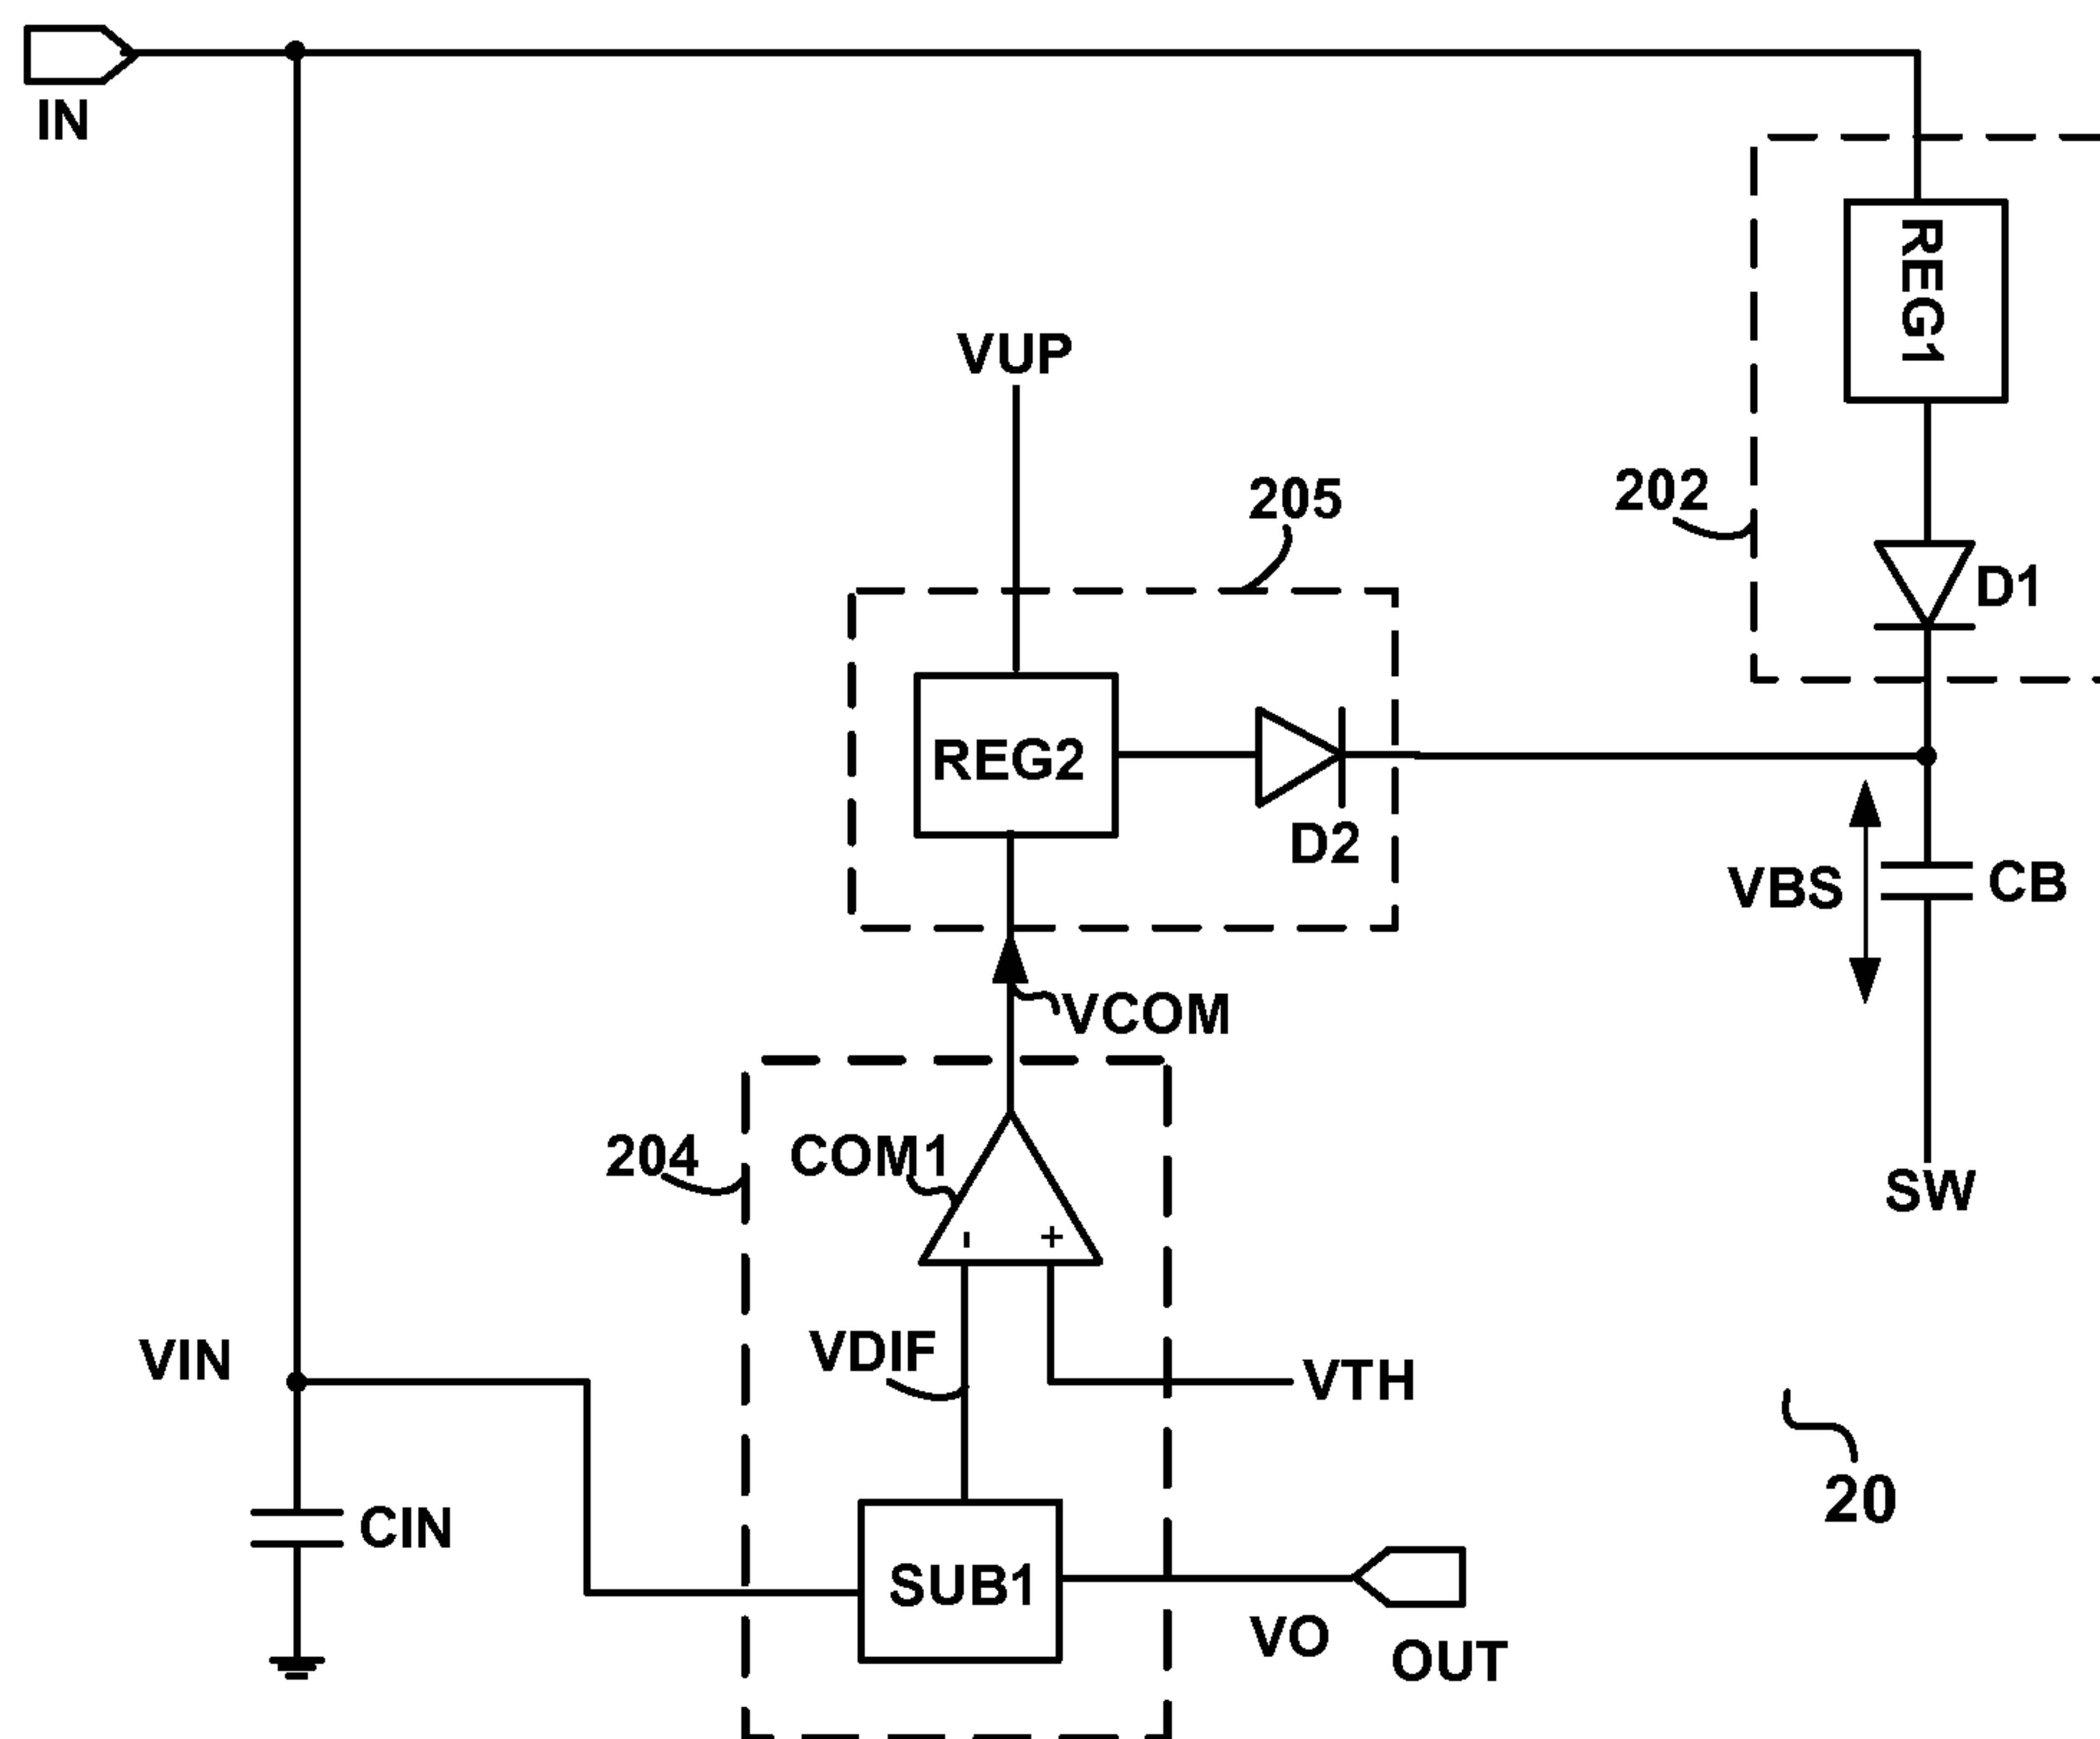 IN
REG1
VUP
202
205
D1
REG2
D2
VBS
CB
VCOM
204
COM1
SW
- +
VDIF
VIN
VTH
20
CIN
SUB1
VO
OUT